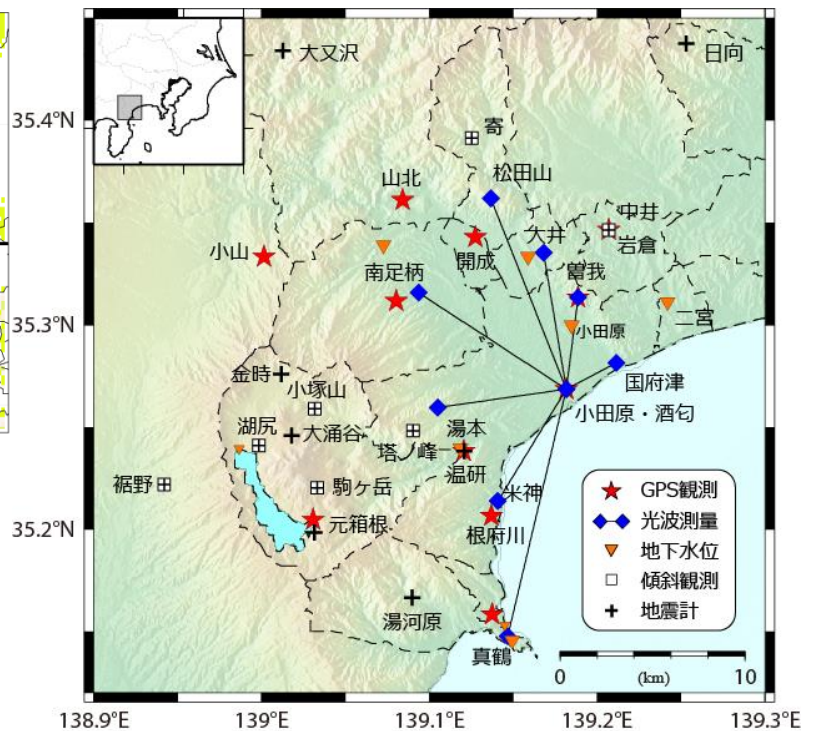 大又沢
日向
35.4°N
寄
山北
松田山
中井
小山
開成
大井
岩倉
南足柄
曽我
35.3°N
小田原
二宮
金時
小塚山
国府津
小田原・酒匂
湖尻
大涌谷
湯本
塔ノ峰
温研
裾野
駒ヶ岳
米神
GPS観測
35.2°N
元箱根
根府川
光波測量
地下水位
傾斜観測
地震計
湯河原
真鶴
0
(km)
10
138.9°E
139°E
139.1°E
139.2°E
139.3°E